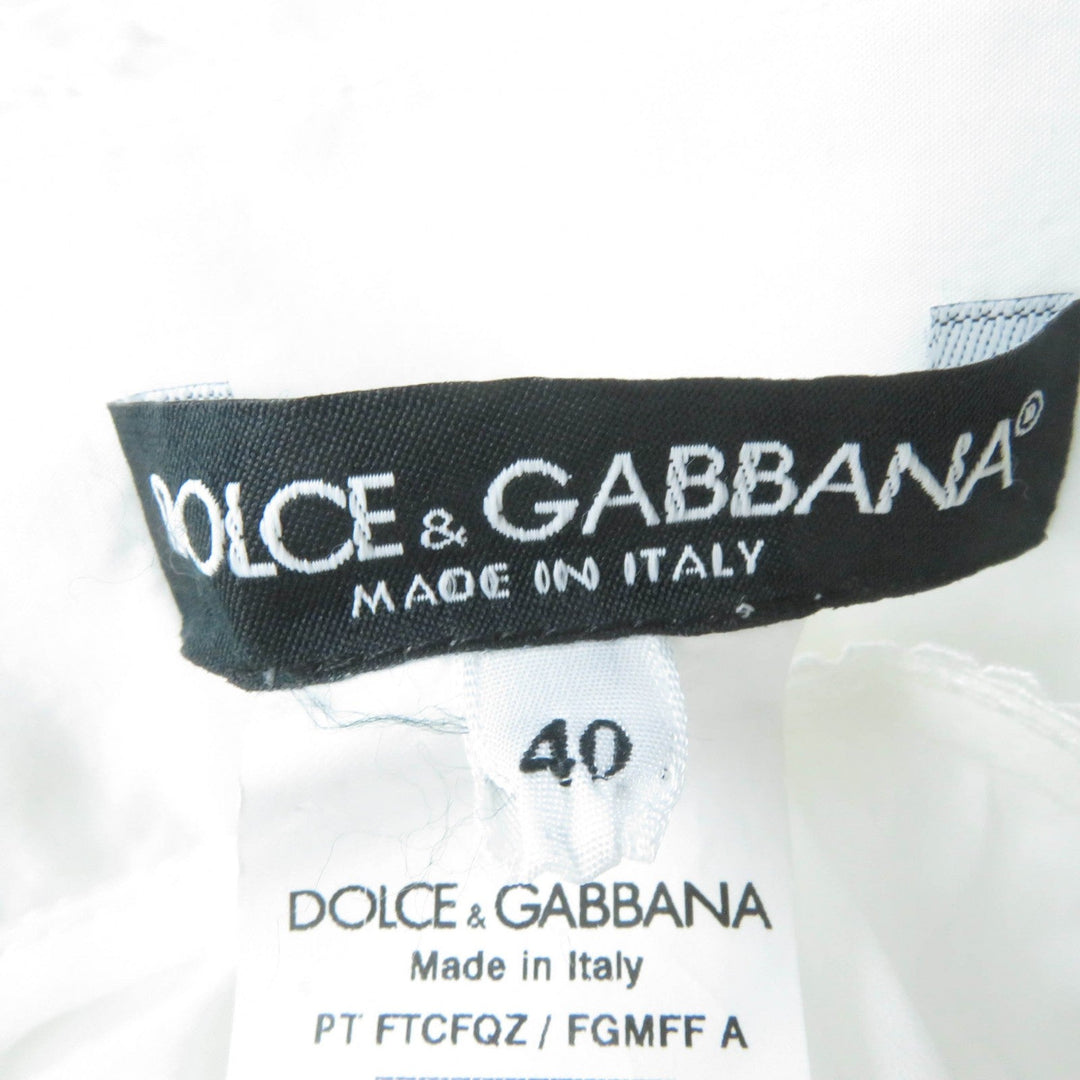 DOLCE & GABBANA®
MADE IN ITALY
40
DOLCE & GABBANA
Made in Italy
PT FTCFQZ / FGMFF A